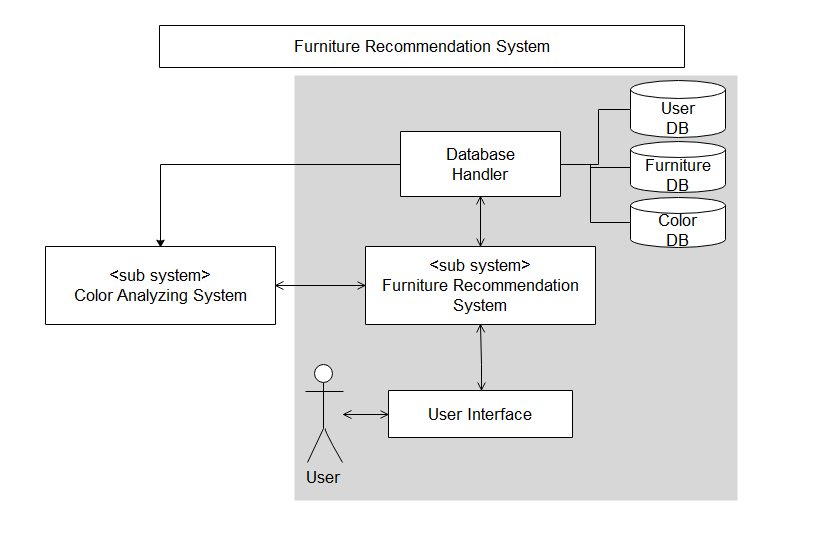 Furniture Recommendation System
User
DB
Database
Handler
Furniture
DB
Color
DB
<sub system>
Color Analyzing System
<sub system>
Furniture Recommendation
System
User Interface
User